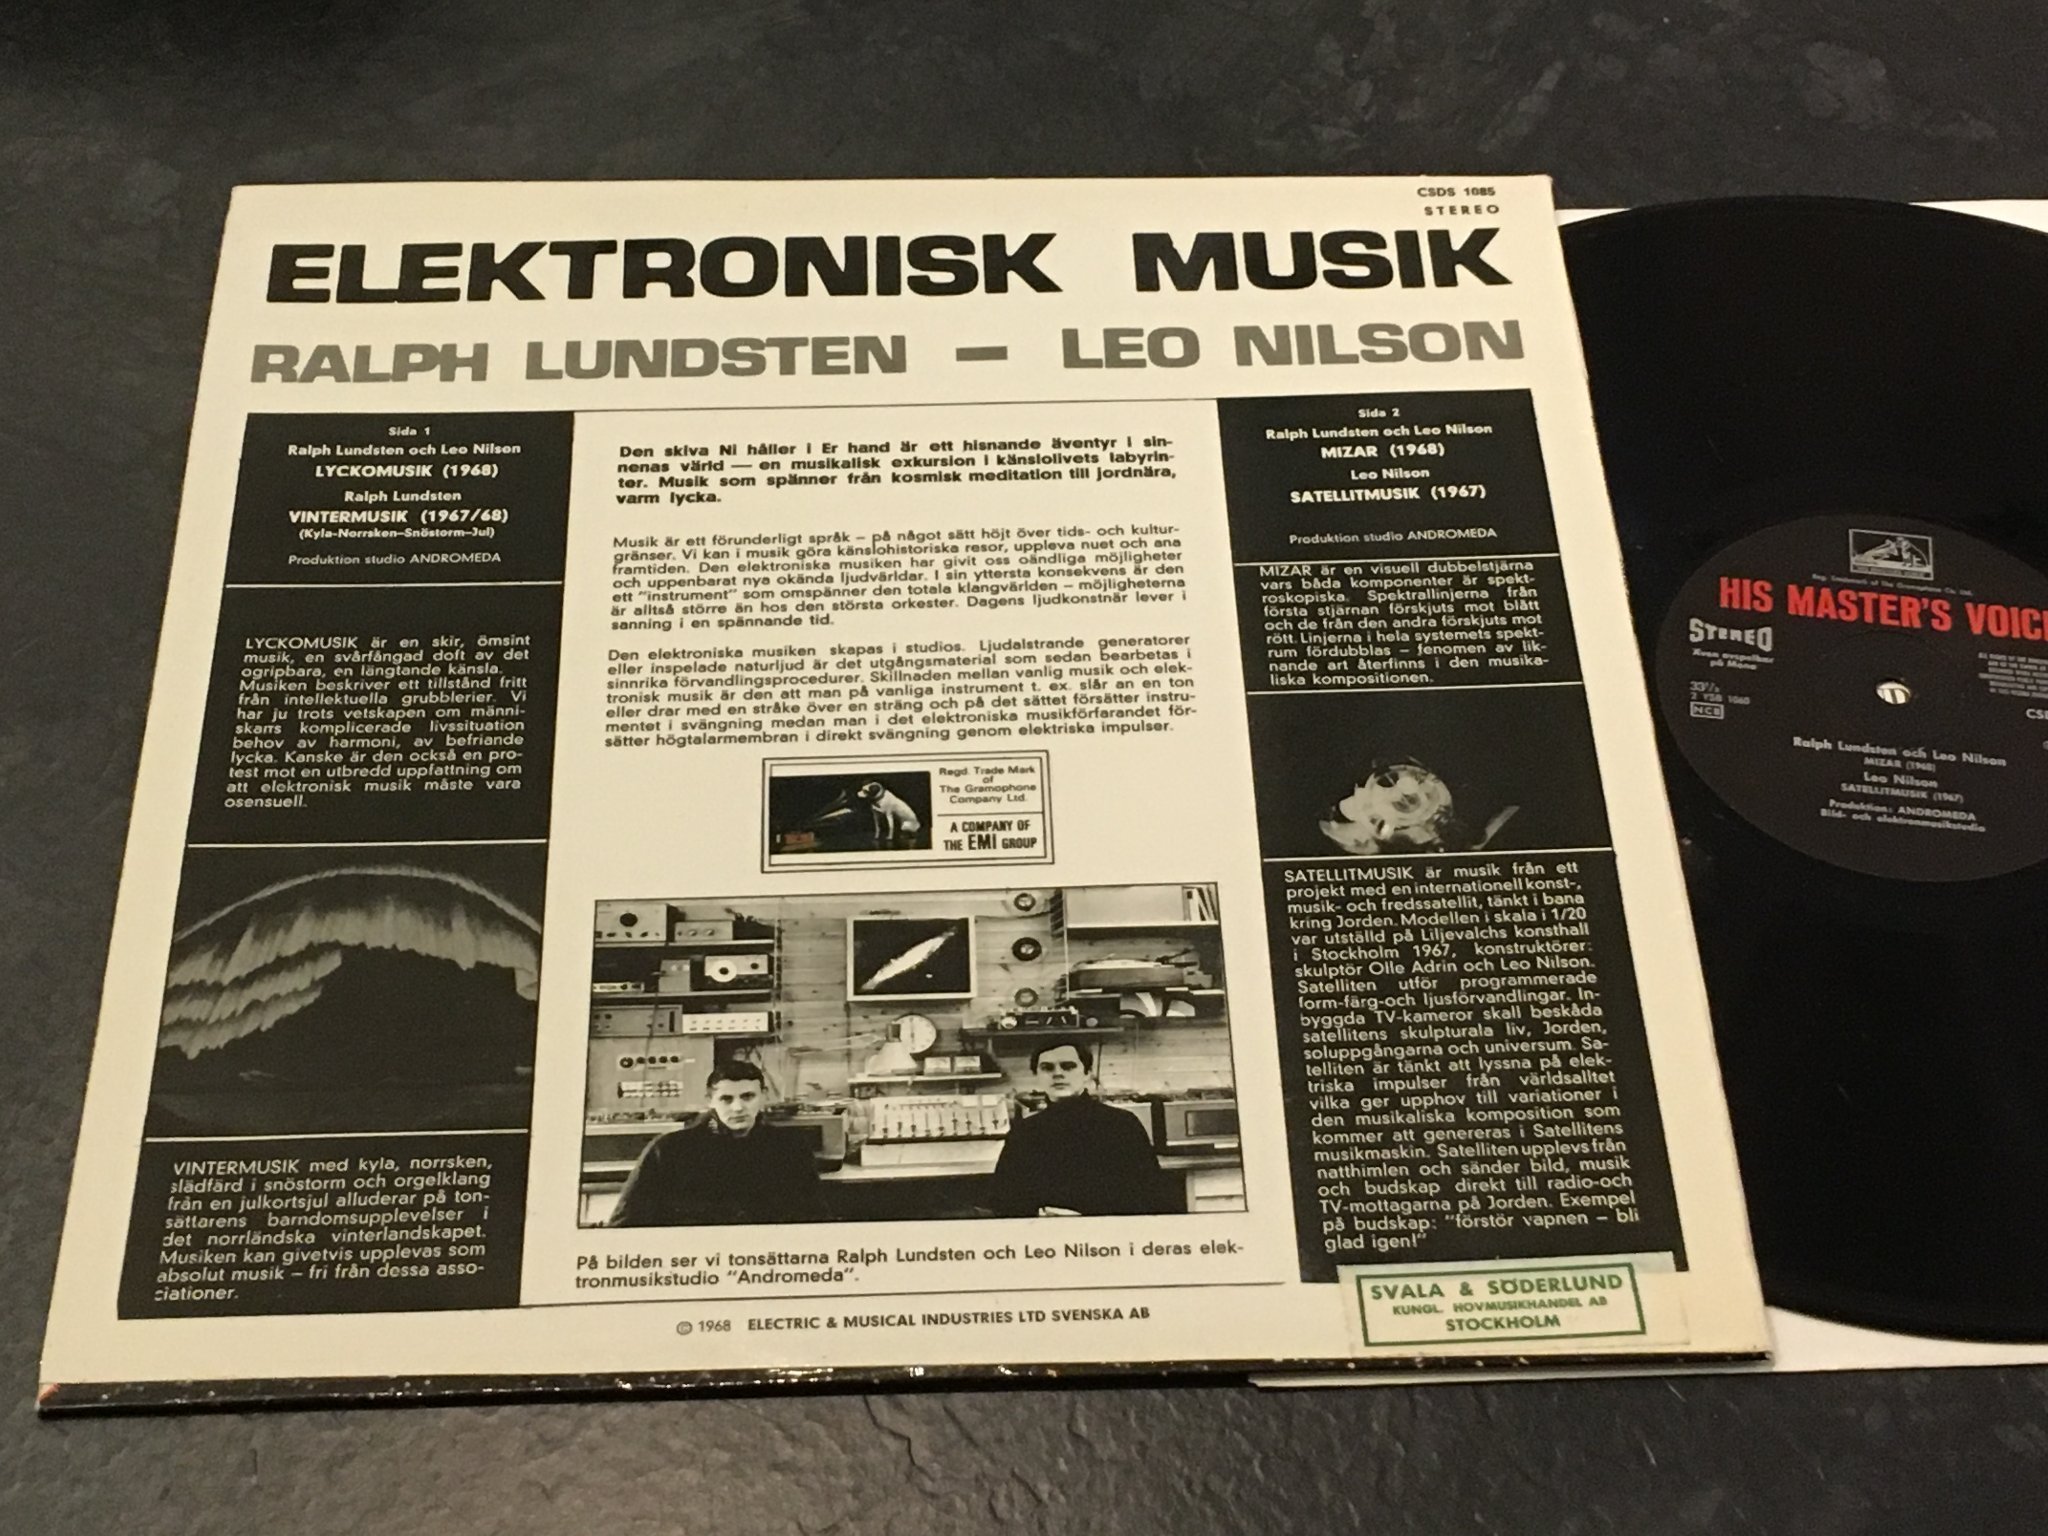 CSDS 1085
STEREO
ELEKTRONISK MUSIK
RALPH LUNDSTEN – LEO NILSON
Sida 1
Ralph Lundsten och Leo Nilson
LYCKOMUSIK (1968)
Ralph Lundsten
VINTERMUSIK (1967/68)
(Kyla–Norrsken–Snöstorm–Jul)
Produktion studio ANDROMEDA
LYCKOMUSIK är en skir, ömsint
musik, en svårfångad doft av det
ogripbara, en längtande känsla.
Musiken beskriver ett tillstånd fritt
från intellektuella grubblerier. Vi
har ju trots vetskapen om männi-
skans komplicerade livssituation
behov av harmoni, av befriande
lycka. Kanske är den också en pro-
test mot en utbredd uppfattning om
att elektronisk musik måste vara
osensuell.
VINTERMUSIK med kyla, norrsken,
slädfärd i snöstorm och orgelklang
från en julkortsjul alluderar på ton-
sättarens barndomsupplevelser i
det norrländska vinterlandskapet.
Musiken kan givetvis upplevas som
absolut musik – fri från dessa asso-
ciationer.
Den skiva Ni håller i Er hand är ett hisnande äventyr i sin-
nenas värld — en musikalisk exkursion i känslolivets labyrin-
ter. Musik som spänner från kosmisk meditation till jordnära,
varm lycka.
Musik är ett förunderligt språk – på något sätt höjt över tids- och kultur-
gränser. Vi kan i musik göra känslohistoriska resor, uppleva nuet och ana
framtiden. Den elektroniska musiken har givit oss oändliga möjligheter
och uppenbarat nya okända ljudvärldar. I sin yttersta konsekvens är den
ett "instrument" som omspänner den totala klangvärlden – möjligheterna
är alltså större än hos den största orkester. Dagens ljudkonstnär lever i
sanning i en spännande tid.
Den elektroniska musiken skapas i studios. Ljudalstrande generatorer
eller inspelade naturljud är det utgångsmaterial som sedan bearbetas i
sinnrika förvandlingsprocedurer. Skillnaden mellan vanlig musik och elek-
tronisk musik är den att man på vanliga instrument t. ex. slår an en ton
eller drar med en stråke över en sträng och på det sättet försätter instru-
mentet i svängning medan man i det elektroniska musikförfarandet för-
sätter högtalarmembran i direkt svängning genom elektriska impulser.
Regd. Trade Mark
of
The Gramophone
Company Ltd.
A COMPANY OF
THE EMI GROUP
På bilden ser vi tonsättarna Ralph Lundsten och Leo Nilson i deras elek-
tronmusikstudio "Andromeda".
© 1968 ELECTRIC & MUSICAL INDUSTRIES LTD SVENSKA AB
Sida 2
Ralph Lundsten och Leo Nilson
MIZAR (1968)
Leo Nilson
SATELLITMUSIK (1967)
Produktion studio ANDROMEDA
MIZAR är en visuell dubbelstjärna
vars båda komponenter är spekt-
roskopiska. Spektrallinjerna från
första stjärnan förskjuts mot blått
och de från den andra förskjuts mot
rött. Linjerna i hela systemets spekt-
rum fördubblas – fenomen av lik-
nande art återfinns i den musika-
liska kompositionen.
SATELLITMUSIK är musik från ett
projekt med en internationell konst-,
musik- och fredssatellit, tänkt i bana
kring Jorden. Modellen i skala i 1/20
var utställd på Liljevalchs konsthall
i Stockholm 1967, konstruktörer:
skulptör Olle Adrin och Leo Nilson.
Satelliten utför programmerade
form-färg-och ljusförvandlingar. In-
byggda TV-kameror skall beskåda
satellitens skulpturala liv, Jorden,
soluppgångarna och universum. Sa-
telliten är tänkt att lyssna på elek-
triska impulser från världsalltet
vilka ger upphov till variationer i
den musikaliska komposition som
kommer att genereras i Satellitens
musikmaskin. Satelliten upplevs från
natthimlen och sänder bild, musik
och budskap direkt till radio-och
TV-mottagarna på Jorden. Exempel
på budskap: "förstör vapnen – bli
glad igen!"
SVALA & SÖDERLUND
KUNGL. HOVMUSIKHANDEL AB
STOCKHOLM
HIS MASTER'S VOICE
STEREO
Även avspelbar
på Mono
33⅓
2 YSB 1060
NCB
Ralph Lundsten och Leo Nilson
MIZAR (1968)
Leo Nilson
SATELLITMUSIK (1967)
Produktion: ANDROMEDA
Bild- och elektronmusikstudio